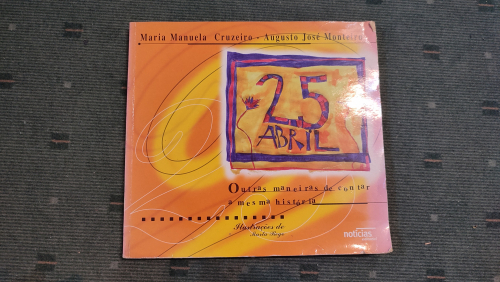 Maria Manuela Cruzeiro - Augusto José Monteiro
25
ABRIL
Outras maneiras de contar
a mesma história
Ilustrações de
notícias